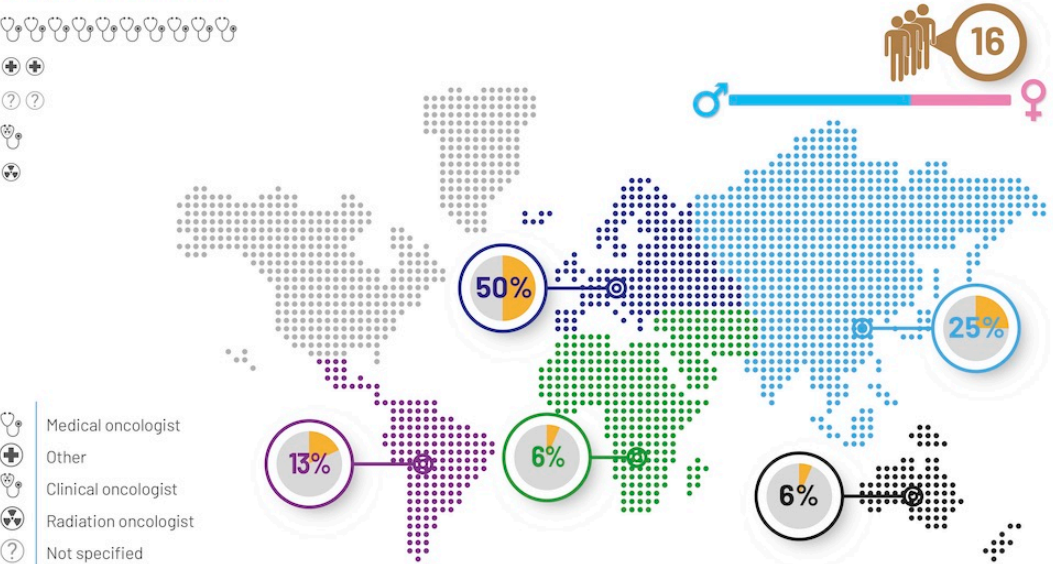 16
50%
25%
13%
6%
6%
Medical oncologist
Other
Clinical oncologist
Radiation oncologist
Not specified